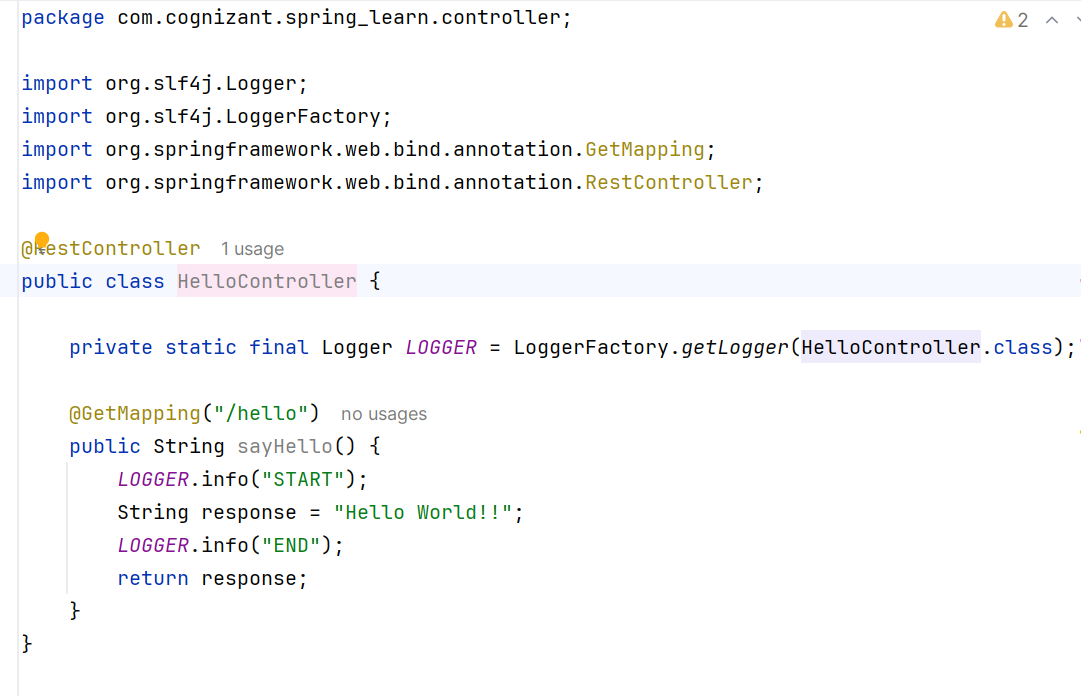 package com.cognizant.spring_learn.controller;
2
import org.slf4j.Logger;
import org.slf4j.LoggerFactory;
import org.springframework.web.bind.annotation.GetMapping;
import org.springframework.web.bind.annotation.RestController;
@RestController 1 usage
public class HelloController {
private static final Logger LOGGER = LoggerFactory.getLogger(HelloController.class);
@GetMapping("/hello") no usages
public String sayHello() {
LOGGER.info("START");
String response = "Hello World!!";
LOGGER.info("END");
return response;
}
}